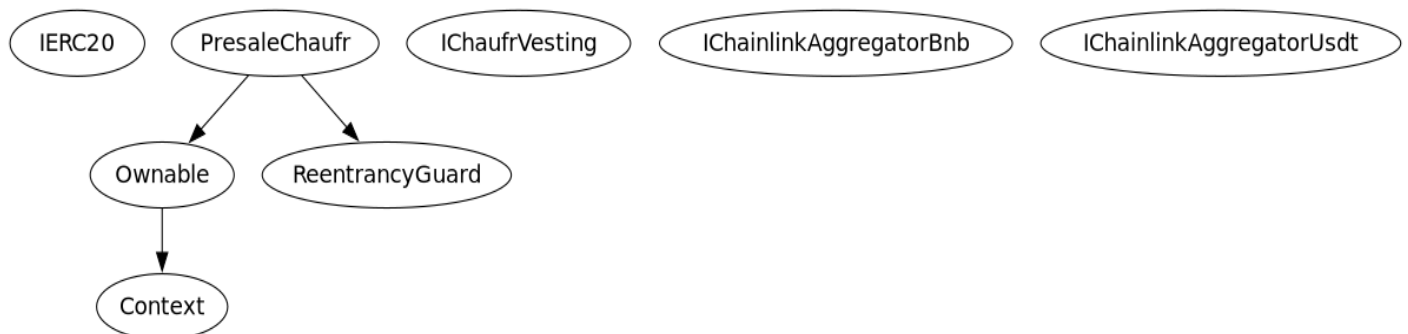 IERC20
PresaleChaufr
IChaufrVesting
IChainlinkAggregatorBnb
IChainlinkAggregatorUsdt
Ownable
ReentrancyGuard
Context